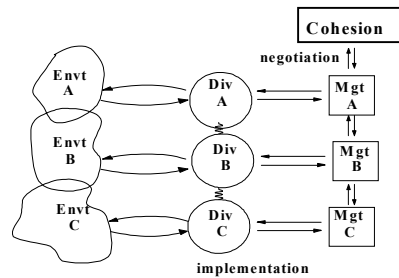 Cohesion
negotiation
Envt
A
Div
A
Mgt
A
Envt
B
Div
B
Mgt
B
Envt
C
Div
C
Mgt
C
implementation